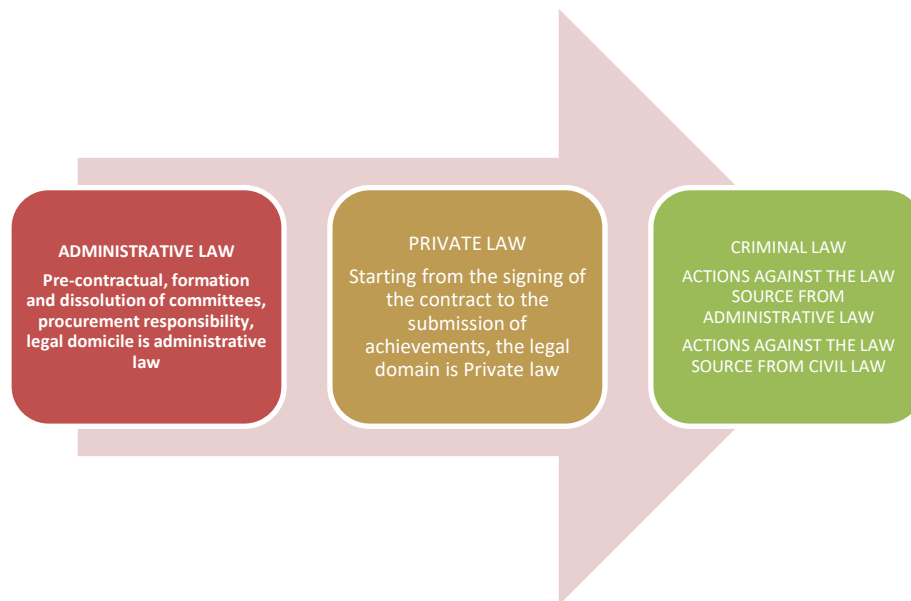 ADMINISTRATIVE LAW
Pre-contractual, formation
and dissolution of committees,
procurement responsibility,
legal domicile is administrative
law
PRIVATE LAW
Starting from the signing of
the contract to the
submission of
achievements, the legal
domain is Private law
CRIMINAL LAW
ACTIONS AGAINST THE LAW
SOURCE FROM
ADMINISTRATIVE LAW
ACTIONS AGAINST THE LAW
SOURCE FROM CIVIL LAW